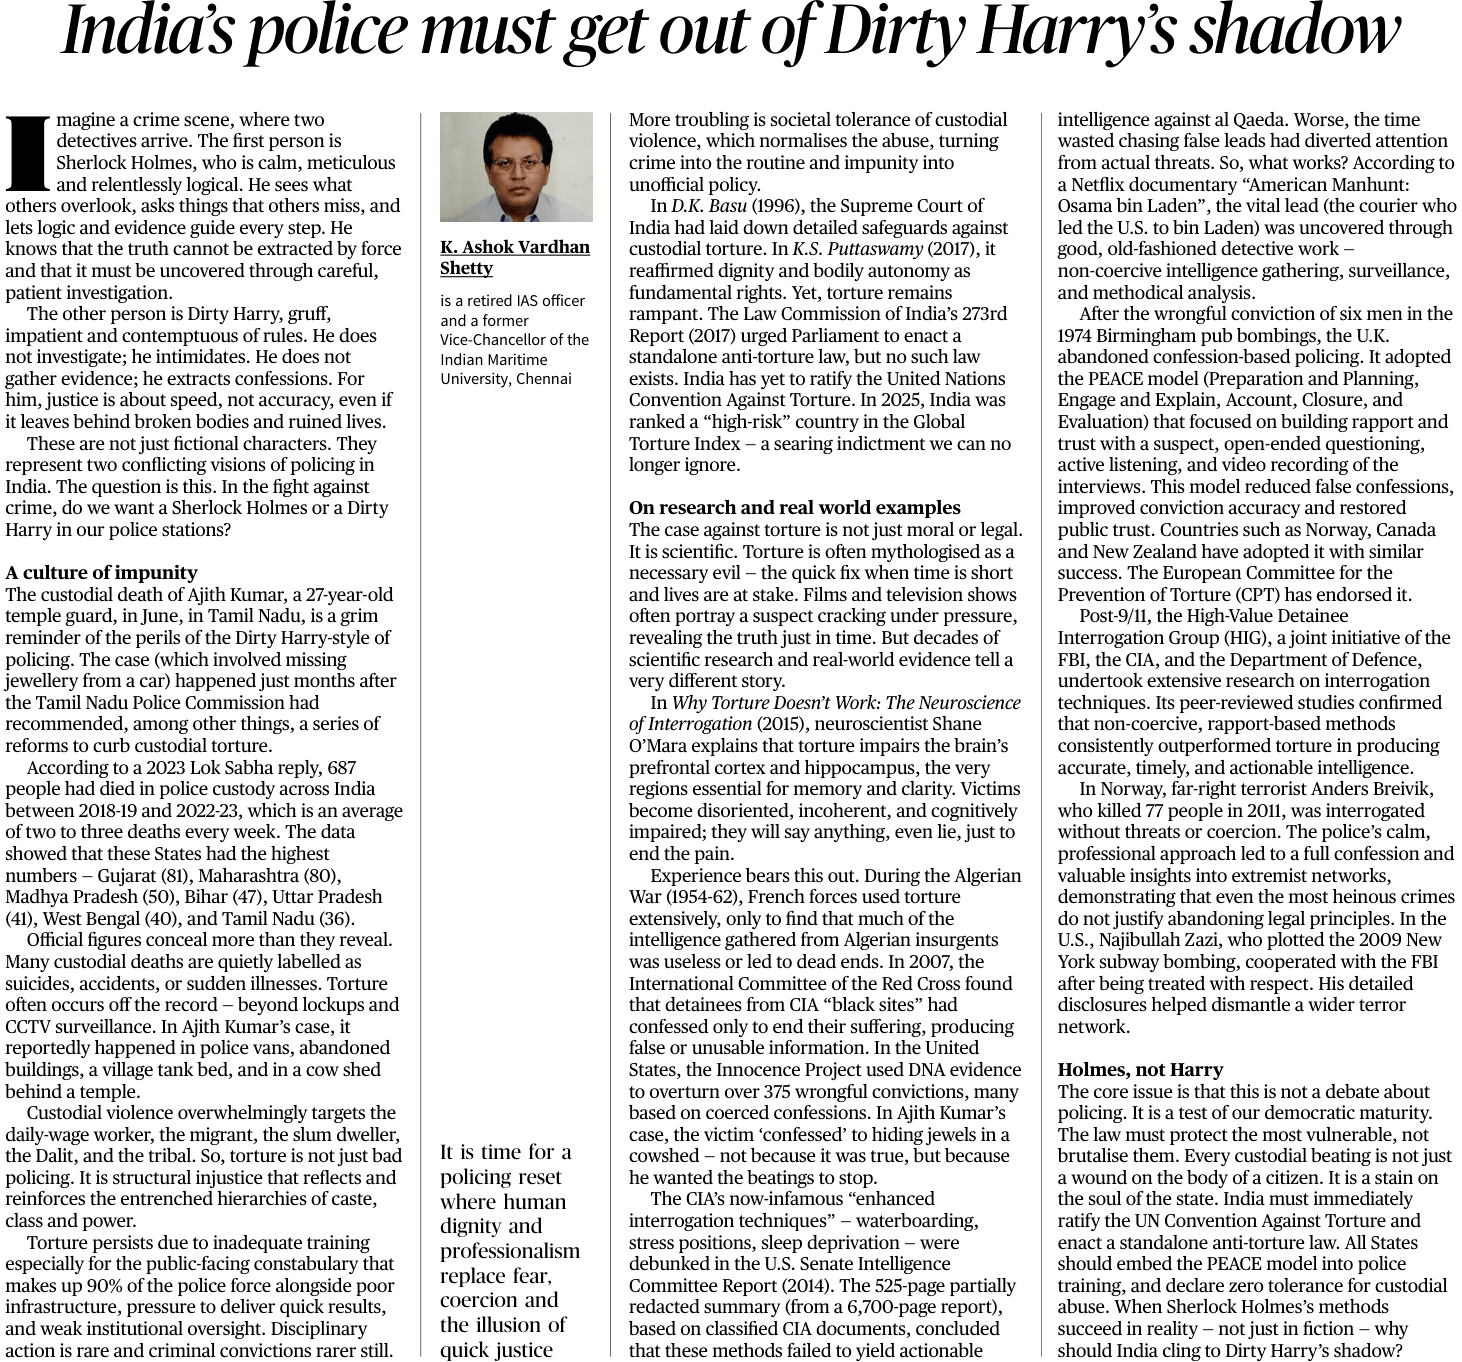 India's police must get out of Dirty Harry's shadow
Imagine a crime scene, where two
detectives arrive. The first person is
Sherlock Holmes, who is calm, meticulous
and relentlessly logical. He sees what
others overlook, asks things that others miss, and
lets logic and evidence guide every step. He
knows that the truth cannot be extracted by force
and that it must be uncovered through careful,
patient investigation.
The other person is Dirty Harry, gruff,
impatient and contemptuous of rules. He does
not investigate; he intimidates. He does not
gather evidence; he extracts confessions. For
him, justice is about speed, not accuracy, even if
it leaves behind broken bodies and ruined lives.
These are not just fictional characters. They
represent two conflicting visions of policing in
India. The question is this. In the fight against
crime, do we want a Sherlock Holmes or a Dirty
Harry in our police stations?
A culture of impunity
The custodial death of Ajith Kumar, a 27-year-old
temple guard, in June, in Tamil Nadu, is a grim
reminder of the perils of the Dirty Harry-style of
policing. The case (which involved missing
jewellery from a car) happened just months after
the Tamil Nadu Police Commission had
recommended, among other things, a series of
reforms to curb custodial torture.
According to a 2023 Lok Sabha reply, 687
people had died in police custody across India
between 2018-19 and 2022-23, which is an average
of two to three deaths every week. The data
showed that these States had the highest
numbers – Gujarat (81), Maharashtra (80),
Madhya Pradesh (50), Bihar (47), Uttar Pradesh
(41), West Bengal (40), and Tamil Nadu (36).
Official figures conceal more than they reveal.
Many custodial deaths are quietly labelled as
suicides, accidents, or sudden illnesses. Torture
often occurs off the record – beyond lockups and
CCTV surveillance. In Ajith Kumar's case, it
reportedly happened in police vans, abandoned
buildings, a village tank bed, and in a cow shed
behind a temple.
Custodial violence overwhelmingly targets the
daily-wage worker, the migrant, the slum dweller,
the Dalit, and the tribal. So, torture is not just bad
policing. It is structural injustice that reflects and
reinforces the entrenched hierarchies of caste,
class and power.
Torture persists due to inadequate training
especially for the public-facing constabulary that
makes up 90% of the police force alongside poor
infrastructure, pressure to deliver quick results,
and weak institutional oversight. Disciplinary
action is rare and criminal convictions rarer still.
K. Ashok Vardhan
Shetty
is a retired IAS officer
and a former
Vice-Chancellor of the
Indian Maritime
University, Chennai
It is time for a
policing reset
where human
dignity and
professionalism
replace fear,
coercion and
the illusion of
quick justice
More troubling is societal tolerance of custodial
violence, which normalises the abuse, turning
crime into the routine and impunity into
unofficial policy.
In D.K. Basu (1996), the Supreme Court of
India had laid down detailed safeguards against
custodial torture. In K.S. Puttaswamy (2017), it
reaffirmed dignity and bodily autonomy as
fundamental rights. Yet, torture remains
rampant. The Law Commission of India's 273rd
Report (2017) urged Parliament to enact a
standalone anti-torture law, but no such law
exists. India has yet to ratify the United Nations
Convention Against Torture. In 2025, India was
ranked a “high-risk” country in the Global
Torture Index – a searing indictment we can no
longer ignore.
On research and real world examples
The case against torture is not just moral or legal.
It is scientific. Torture is often mythologised as a
necessary evil – the quick fix when time is short
and lives are at stake. Films and television shows
often portray a suspect cracking under pressure,
revealing the truth just in time. But decades of
scientific research and real-world evidence tell a
very different story.
In Why Torture Doesn't Work: The Neuroscience
of Interrogation (2015), neuroscientist Shane
O'Mara explains that torture impairs the brain's
prefrontal cortex and hippocampus, the very
regions essential for memory and clarity. Victims
become disoriented, incoherent, and cognitively
impaired; they will say anything, even lie, just to
end the pain.
Experience bears this out. During the Algerian
War (1954-62), French forces used torture
extensively, only to find that much of the
intelligence gathered from Algerian insurgents
was useless or led to dead ends. In 2007, the
International Committee of the Red Cross found
that detainees from CIA “black sites” had
confessed only to end their suffering, producing
false or unusable information. In the United
States, the Innocence Project used DNA evidence
to overturn over 375 wrongful convictions, many
based on coerced confessions. In Ajith Kumar's
case, the victim ‘confessed’ to hiding jewels in a
cowshed – not because it was true, but because
he wanted the beatings to stop.
The CIA's now-infamous “enhanced
interrogation techniques” – waterboarding,
stress positions, sleep deprivation – were
debunked in the U.S. Senate Intelligence
Committee Report (2014). The 525-page partially
redacted summary (from a 6,700-page report),
based on classified CIA documents, concluded
that these methods failed to yield actionable
intelligence against al Qaeda. Worse, the time
wasted chasing false leads had diverted attention
from actual threats. So, what works? According to
a Netflix documentary “American Manhunt:
Osama bin Laden”, the vital lead (the courier who
led the U.S. to bin Laden) was uncovered through
good, old-fashioned detective work –
non-coercive intelligence gathering, surveillance,
and methodical analysis.
After the wrongful conviction of six men in the
1974 Birmingham pub bombings, the U.K.
abandoned confession-based policing. It adopted
the PEACE model (Preparation and Planning,
Engage and Explain, Account, Closure, and
Evaluation) that focused on building rapport and
trust with a suspect, open-ended questioning,
active listening, and video recording of the
interviews. This model reduced false confessions,
improved conviction accuracy and restored
public trust. Countries such as Norway, Canada
and New Zealand have adopted it with similar
success. The European Committee for the
Prevention of Torture (CPT) has endorsed it.
Post-9/11, the High-Value Detainee
Interrogation Group (HIG), a joint initiative of the
FBI, the CIA, and the Department of Defence,
undertook extensive research on interrogation
techniques. Its peer-reviewed studies confirmed
that non-coercive, rapport-based methods
consistently outperformed torture in producing
accurate, timely, and actionable intelligence.
In Norway, far-right terrorist Anders Breivik,
who killed 77 people in 2011, was interrogated
without threats or coercion. The police's calm,
professional approach led to a full confession and
valuable insights into extremist networks,
demonstrating that even the most heinous crimes
do not justify abandoning legal principles. In the
U.S., Najibullah Zazi, who plotted the 2009 New
York subway bombing, cooperated with the FBI
after being treated with respect. His detailed
disclosures helped dismantle a wider terror
network.
Holmes, not Harry
The core issue is that this is not a debate about
policing. It is a test of our democratic maturity.
The law must protect the most vulnerable, not
brutalise them. Every custodial beating is not just
a wound on the body of a citizen. It is a stain on
the soul of the state. India must immediately
ratify the UN Convention Against Torture and
enact a standalone anti-torture law. All States
should embed the PEACE model into police
training, and declare zero tolerance for custodial
abuse. When Sherlock Holmes's methods
succeed in reality – not just in fiction – why
should India cling to Dirty Harry's shadow?